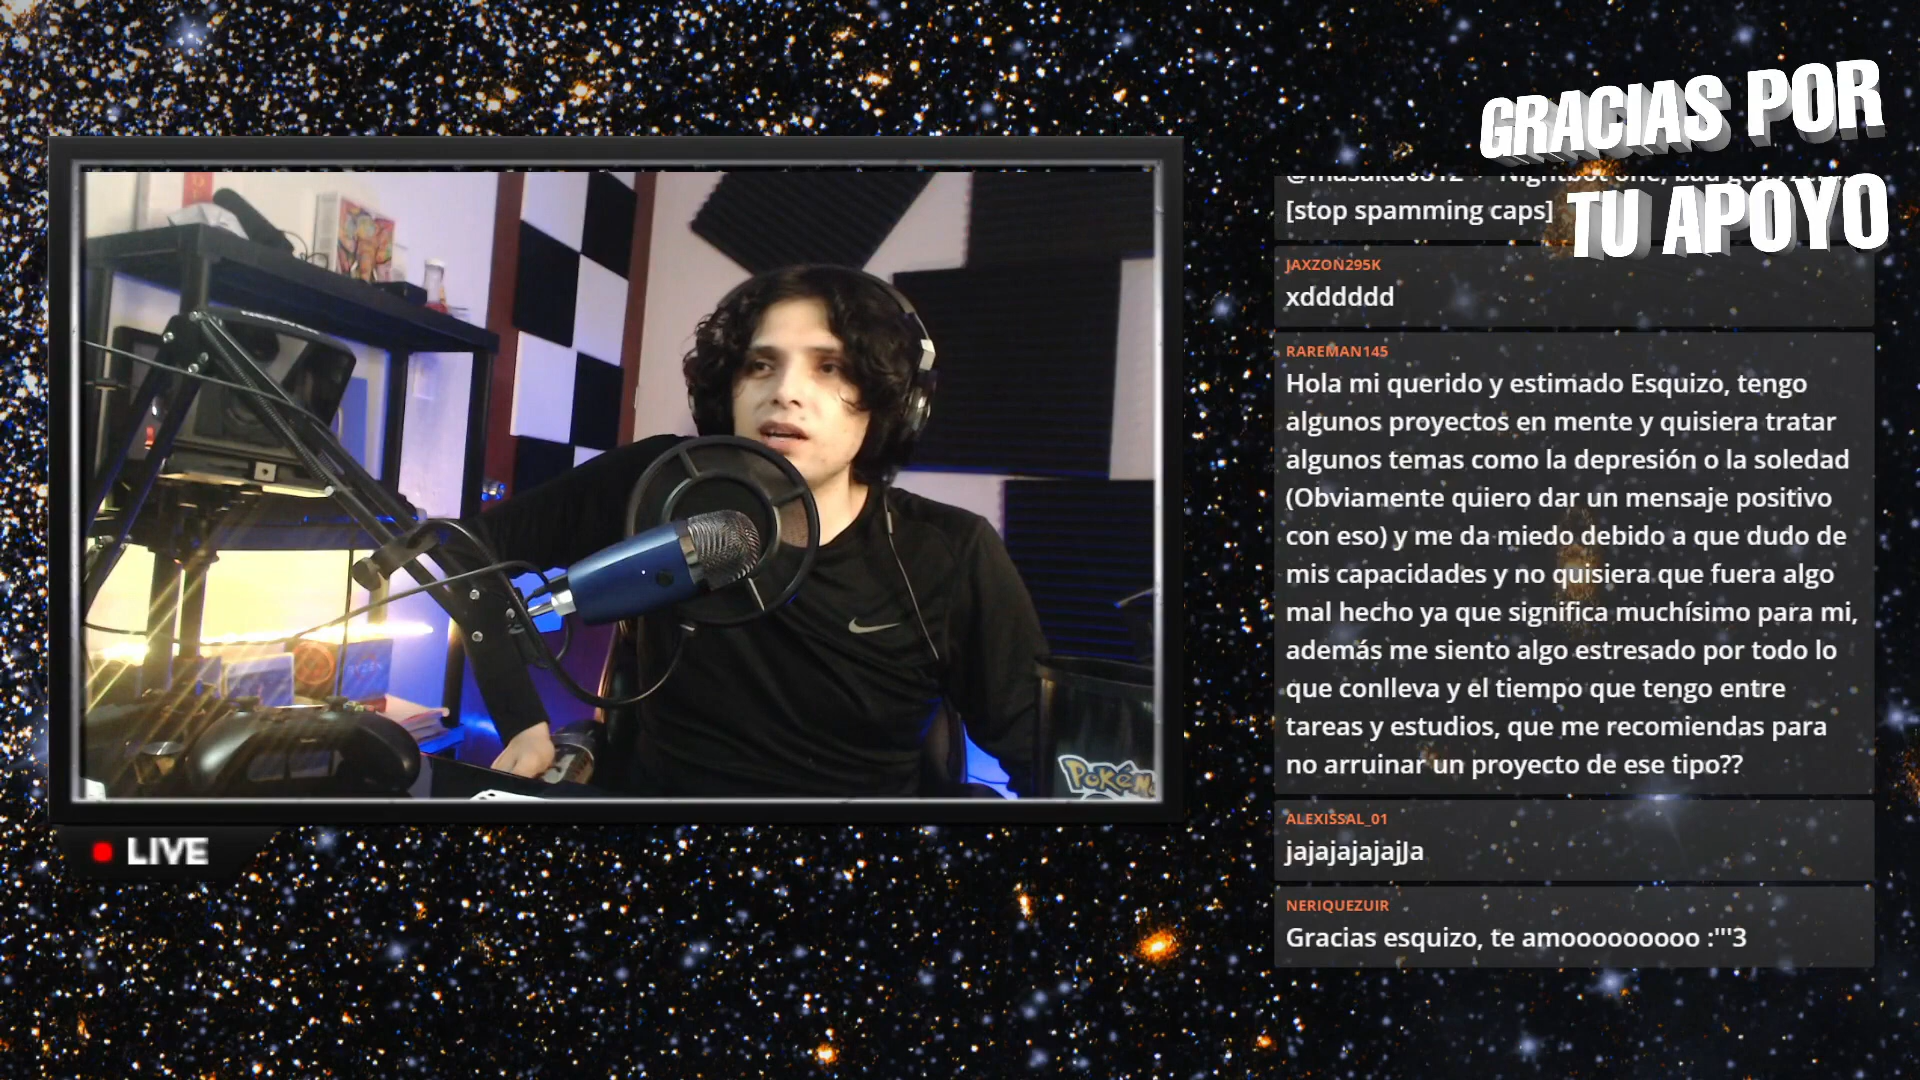 GRACIAS POR
TU APOYO
[stop spamming caps]
JAXZON295K
xdddddd
RAREMAN145
Hola mi querido y estimado Esquizo, tengo
algunos proyectos en mente y quisiera tratar
algunos temas como la depresión o la soledad
(Obviamente quiero dar un mensaje positivo
con eso) y me da miedo debido a que dudo de
mis capacidades y no quisiera que fuera algo
mal hecho ya que significa muchísimo para mi,
además me siento algo estresado por todo lo
que conlleva y el tiempo que tengo entre
tareas y estudios, que me recomiendas para
no arruinar un proyecto de ese tipo??
ALEXISSAL_01
jajajajajajJa
NERIQUEZUIR
Gracias esquizo, te amooooooooo :"'3
LIVE
RYZEN